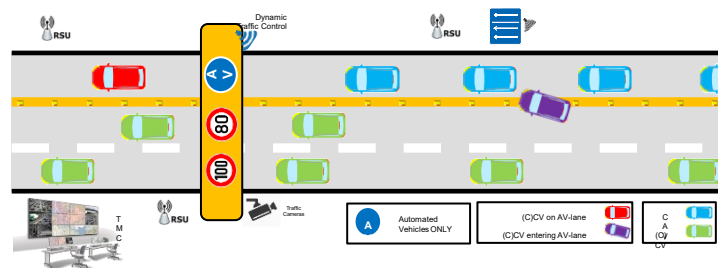 Dynamic
Traffic Control
RSU
RSU
A V
80
100
RSU
Traffic
Cameras
T
M
C
A
Automated
Vehicles ONLY
(C)CV on AV-lane
(C)CV entering AV-lane
C
A
(C)V
CV